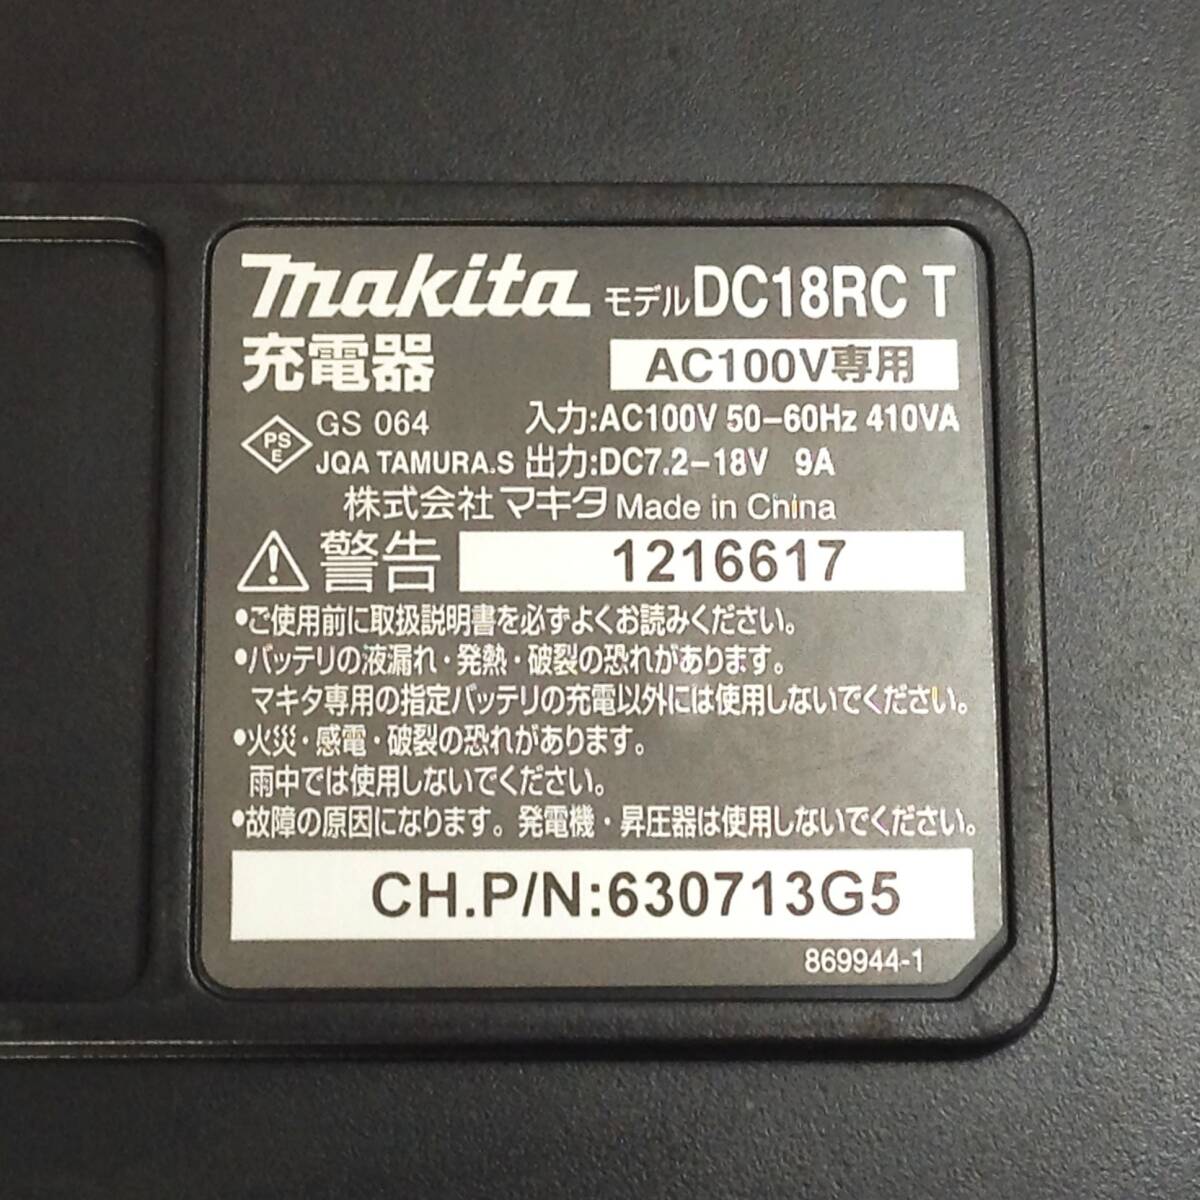 makita モデル DC18RC T
充電器 AC100V専用
PSE GS 064 入力:AC100V 50-60Hz 410VA
JQA TAMURA.S 出力:DC7.2-18V 9A
株式会社 マキタ Made in China
警告 1216617
•ご使用前に取扱説明書を必ずよくお読みください。
•バッテリの液漏れ・発熱・破裂の恐れがあります。
マキタ専用の指定バッテリの充電以外には使用しないでください。
•火災・感電・破裂の恐れがあります。
雨中では使用しないでください。
•故障の原因になります。発電機・昇圧器は使用しないでください。
CH.P/N:630713G5
869944-1